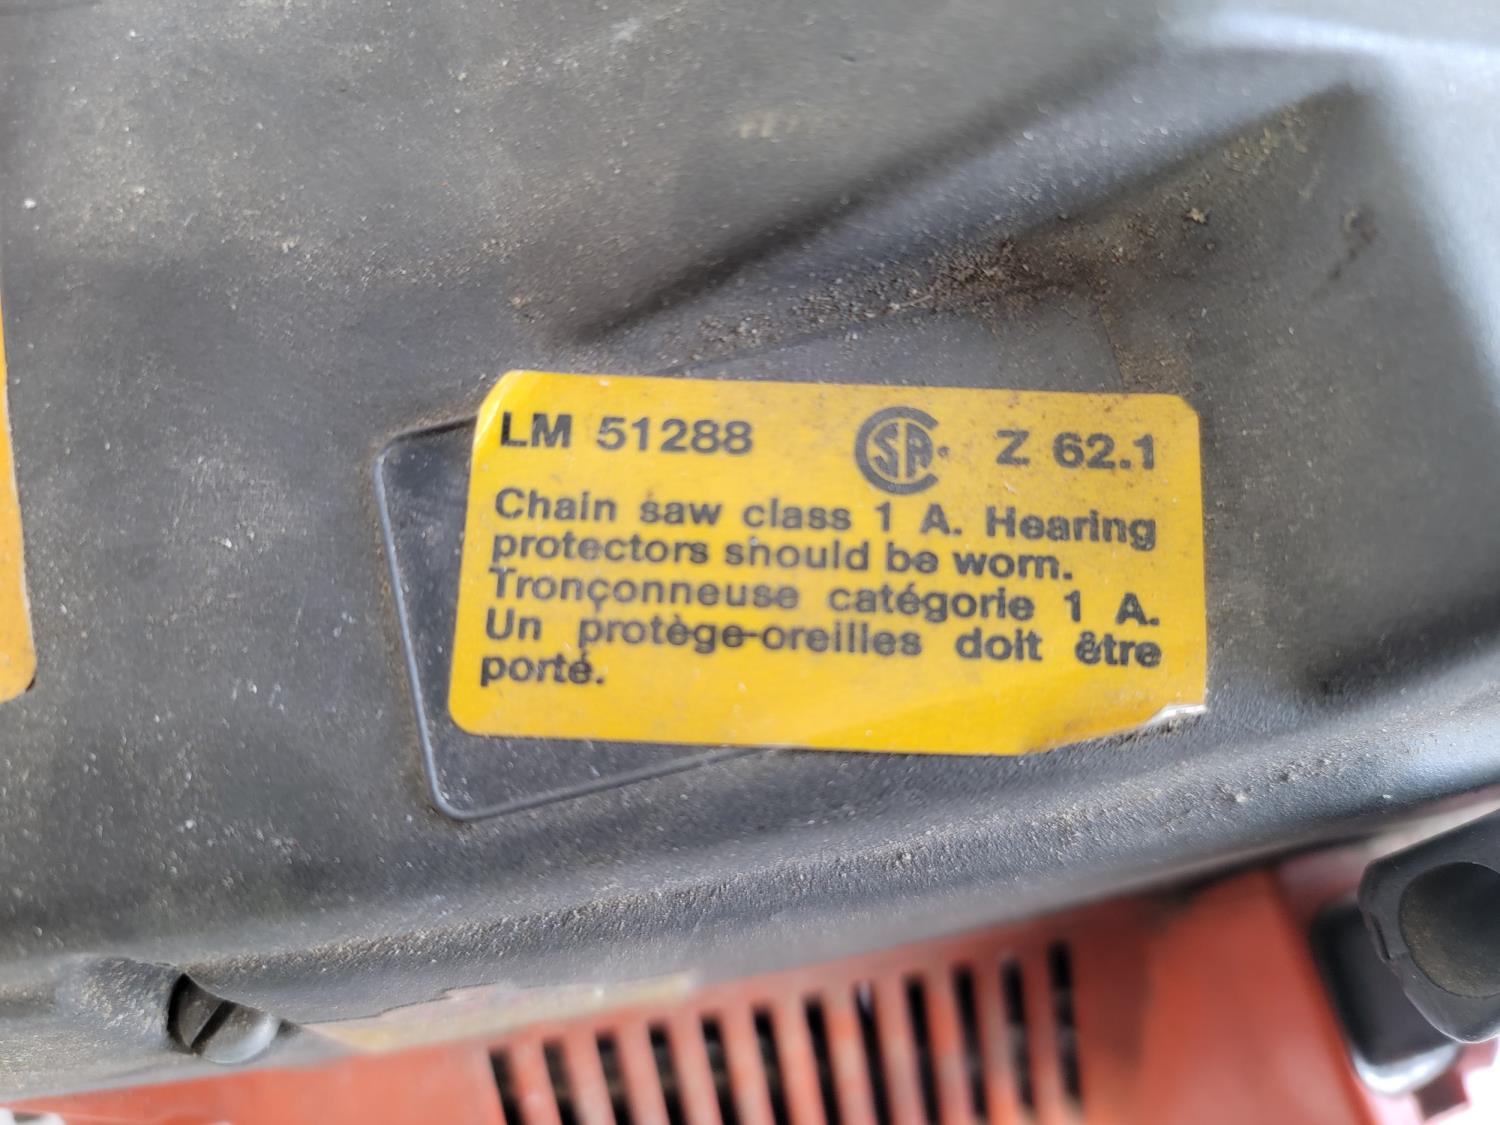 LM 51288 CSA Z 62.1
Chain saw class 1 A. Hearing
protectors should be worn.
Tronçonneuse catégorie 1 A.
Un protège-oreilles doit être
porté.